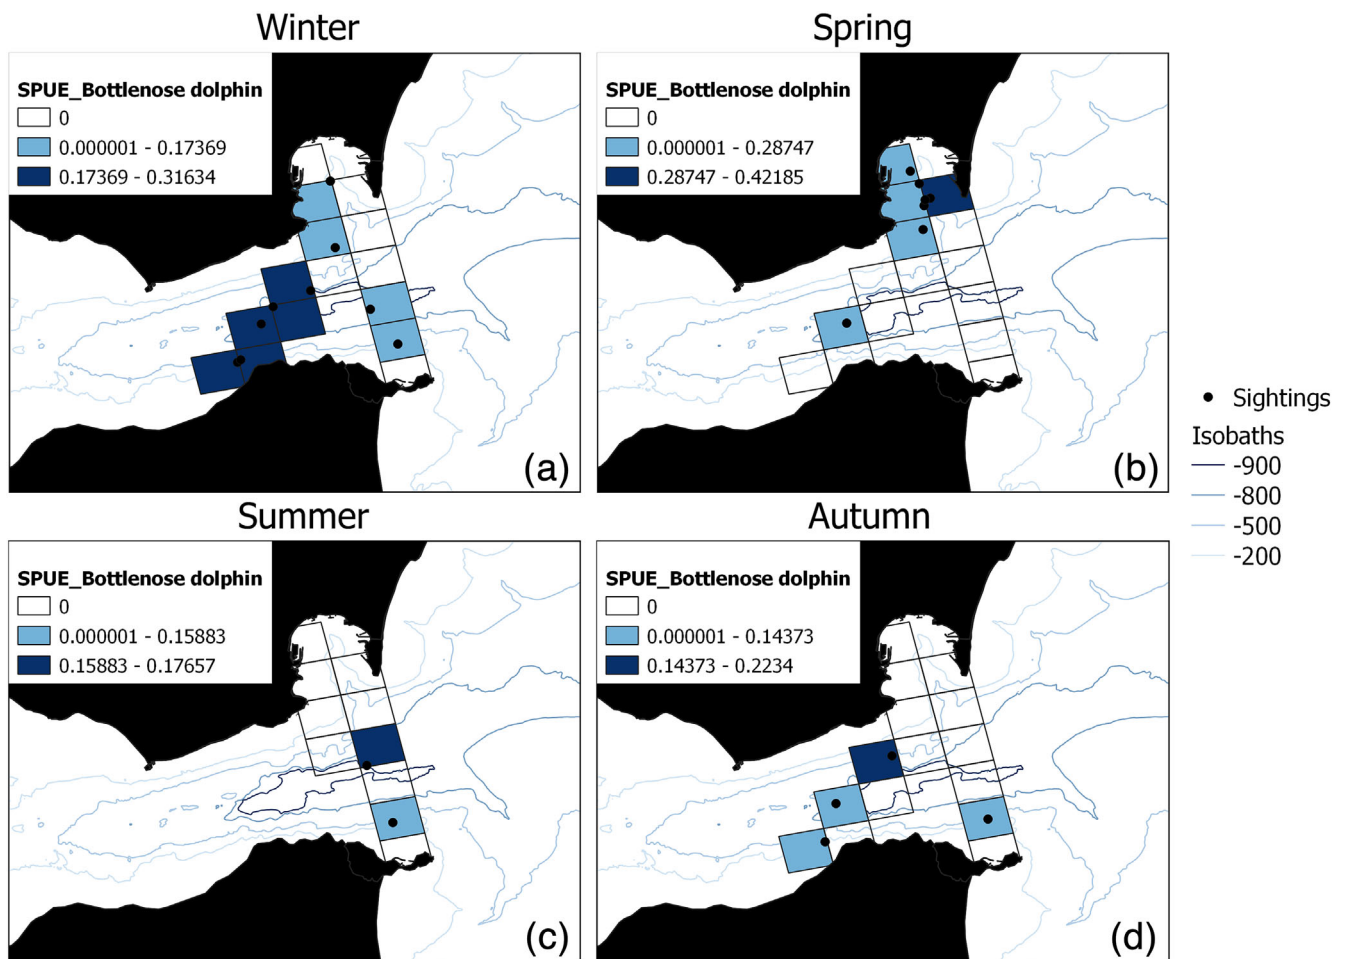 Winter
SPUE_Bottlenose dolphin
0
0.000001 - 0.17369
0.17369 - 0.31634
(a)
Spring
SPUE_Bottlenose dolphin
0
0.000001 - 0.28747
0.28747 - 0.42185
(b)
Summer
SPUE_Bottlenose dolphin
0
0.000001 - 0.15883
0.15883 - 0.17657
(c)
Autumn
SPUE_Bottlenose dolphin
0
0.000001 - 0.14373
0.14373 - 0.2234
(d)
Sightings
Isobaths
-900
-800
-500
-200